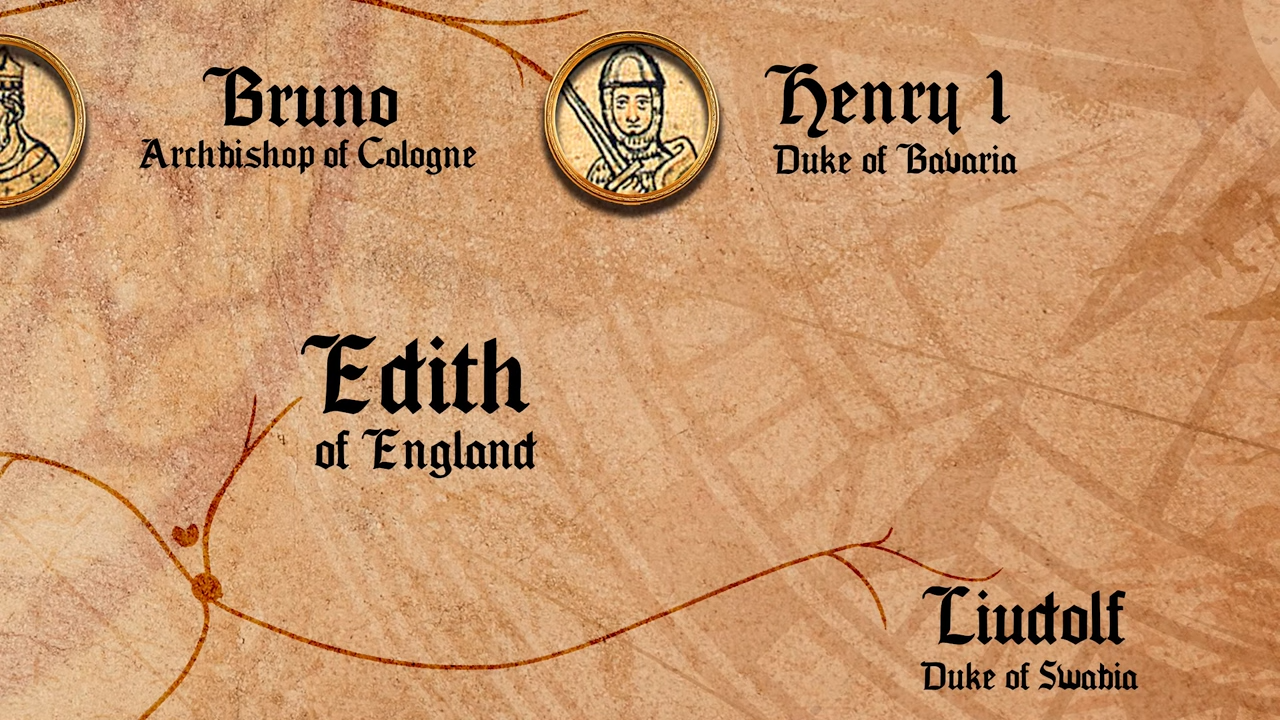 Bruno
Archbishop of Cologne
Henry I
Duke of Bavaria
Edith
of England
Liudolf
Duke of Swabia